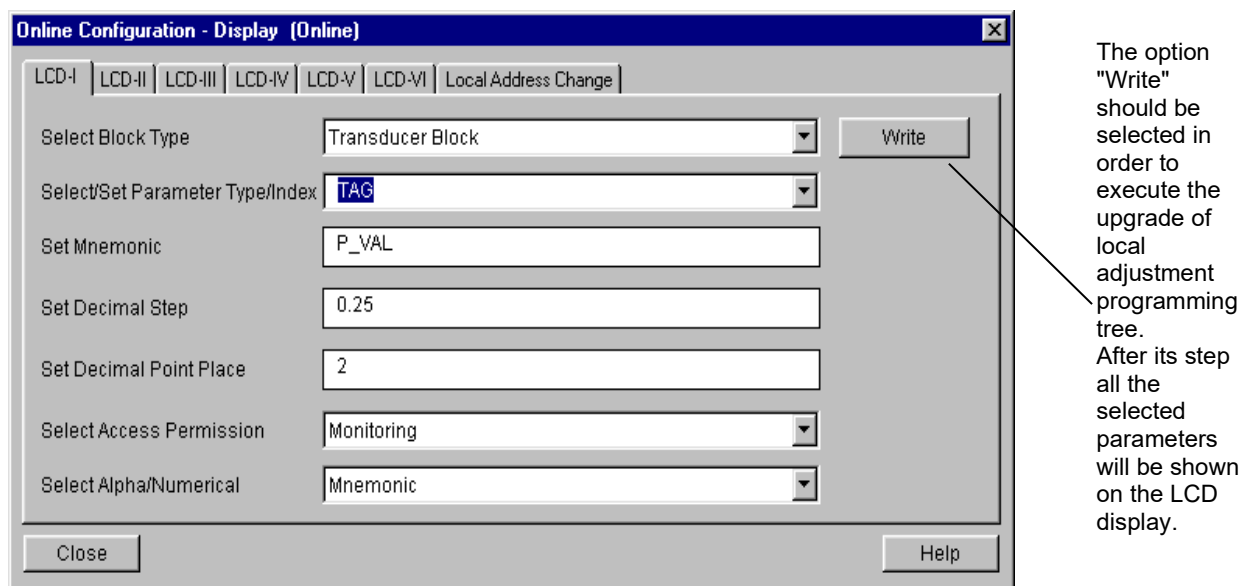 Online Configuration - Display (Online)
LCD-I LCD-II LCD-III LCD-IV LCD-V LCD-VI Local Address Change
Select Block Type Transducer Block Write
Select/Set Parameter Type/Index TAG
Set Mnemonic P_VAL
Set Decimal Step 0.25
Set Decimal Point Place 2
Select Access Permission Monitoring
Select Alpha/Numerical Mnemonic
Close Help
The option
"Write"
should be
selected in
order to
execute the
upgrade of
local
adjustment
programming
tree.
After its step
all the
selected
parameters
will be shown
on the LCD
display.